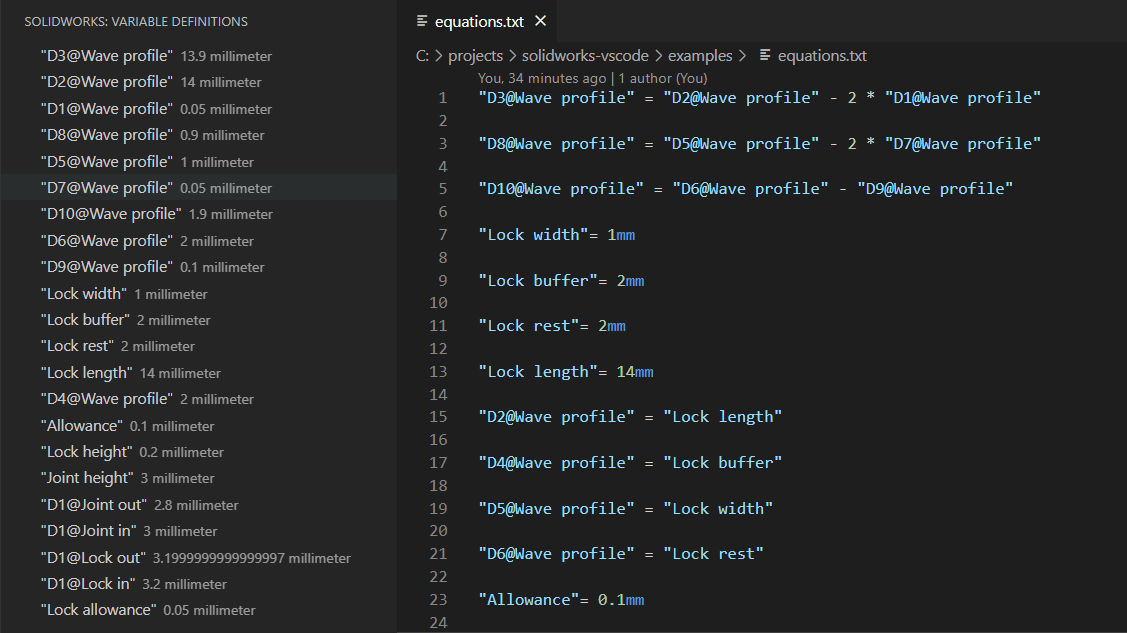 SOLIDWORKS: VARIABLE DEFINITIONS
"D3@Wave profile" 13.9 millimeter
"D2@Wave profile" 14 millimeter
"D1@Wave profile" 0.05 millimeter
"D8@Wave profile" 0.9 millimeter
"D5@Wave profile" 1 millimeter
"D7@Wave profile" 0.05 millimeter
"D10@Wave profile" 1.9 millimeter
"D6@Wave profile" 2 millimeter
"D9@Wave profile" 0.1 millimeter
"Lock width" 1 millimeter
"Lock buffer" 2 millimeter
"Lock rest" 2 millimeter
"Lock length" 14 millimeter
"D4@Wave profile" 2 millimeter
"Allowance" 0.1 millimeter
"Lock height" 0.2 millimeter
"Joint height" 3 millimeter
"D1@Joint out" 2.8 millimeter
"D1@Joint in" 3 millimeter
"D1@Lock out" 3.1999999999999997 millimeter
"D1@Lock in" 3.2 millimeter
"Lock allowance" 0.05 millimeter
equations.txt
C: > projects > solidworks-vscode > examples > equations.txt
You, 34 minutes ago | 1 author (You)
1 "D3@Wave profile" = "D2@Wave profile" - 2 * "D1@Wave profile"
2
3 "D8@Wave profile" = "D5@Wave profile" - 2 * "D7@Wave profile"
4
5 "D10@Wave profile" = "D6@Wave profile" - "D9@Wave profile"
6
7 "Lock width"= 1mm
8
9 "Lock buffer"= 2mm
10
11 "Lock rest"= 2mm
12
13 "Lock length"= 14mm
14
15 "D2@Wave profile" = "Lock length"
16
17 "D4@Wave profile" = "Lock buffer"
18
19 "D5@Wave profile" = "Lock width"
20
21 "D6@Wave profile" = "Lock rest"
22
23 "Allowance"= 0.1mm
24